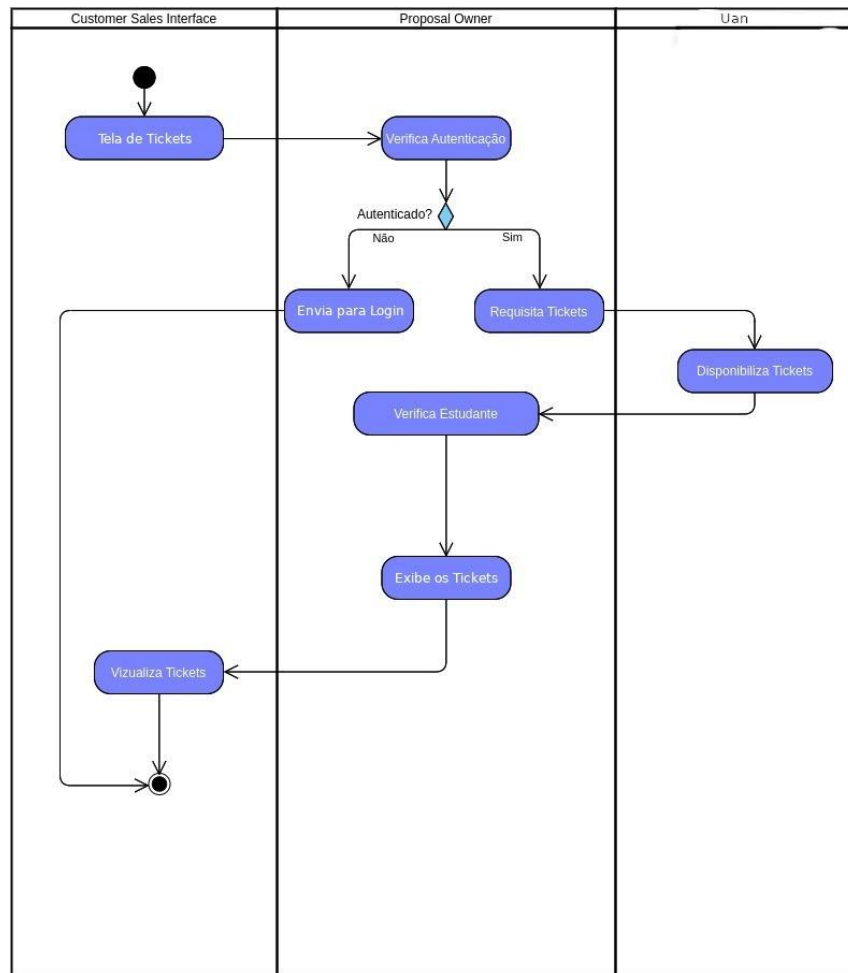 Customer Sales Interface
Proposal Owner
Uan
Tela de Tickets
Verifica Autenticação
Autenticado?
Não
Sim
Envia para Login
Requisita Tickets
Disponibiliza Tickets
Verifica Estudante
Exibe os Tickets
Vizualiza Tickets